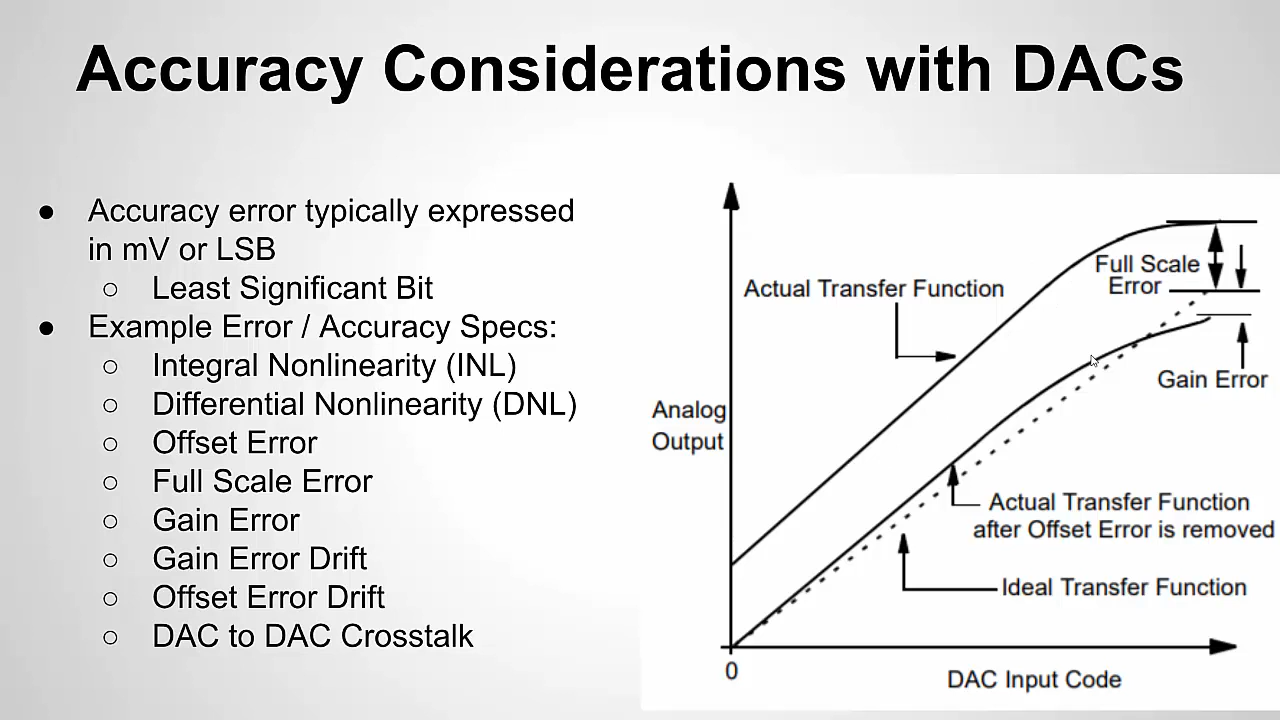 Accuracy Considerations with DACs
● Accuracy error typically expressed
in mV or LSB
○ Least Significant Bit
● Example Error / Accuracy Specs:
○ Integral Nonlinearity (INL)
○ Differential Nonlinearity (DNL)
○ Offset Error
○ Full Scale Error
○ Gain Error
○ Gain Error Drift
○ Offset Error Drift
○ DAC to DAC Crosstalk
Actual Transfer Function
Full Scale
Error
Gain Error
Analog
Output
Actual Transfer Function
after Offset Error is removed
Ideal Transfer Function
0
DAC Input Code